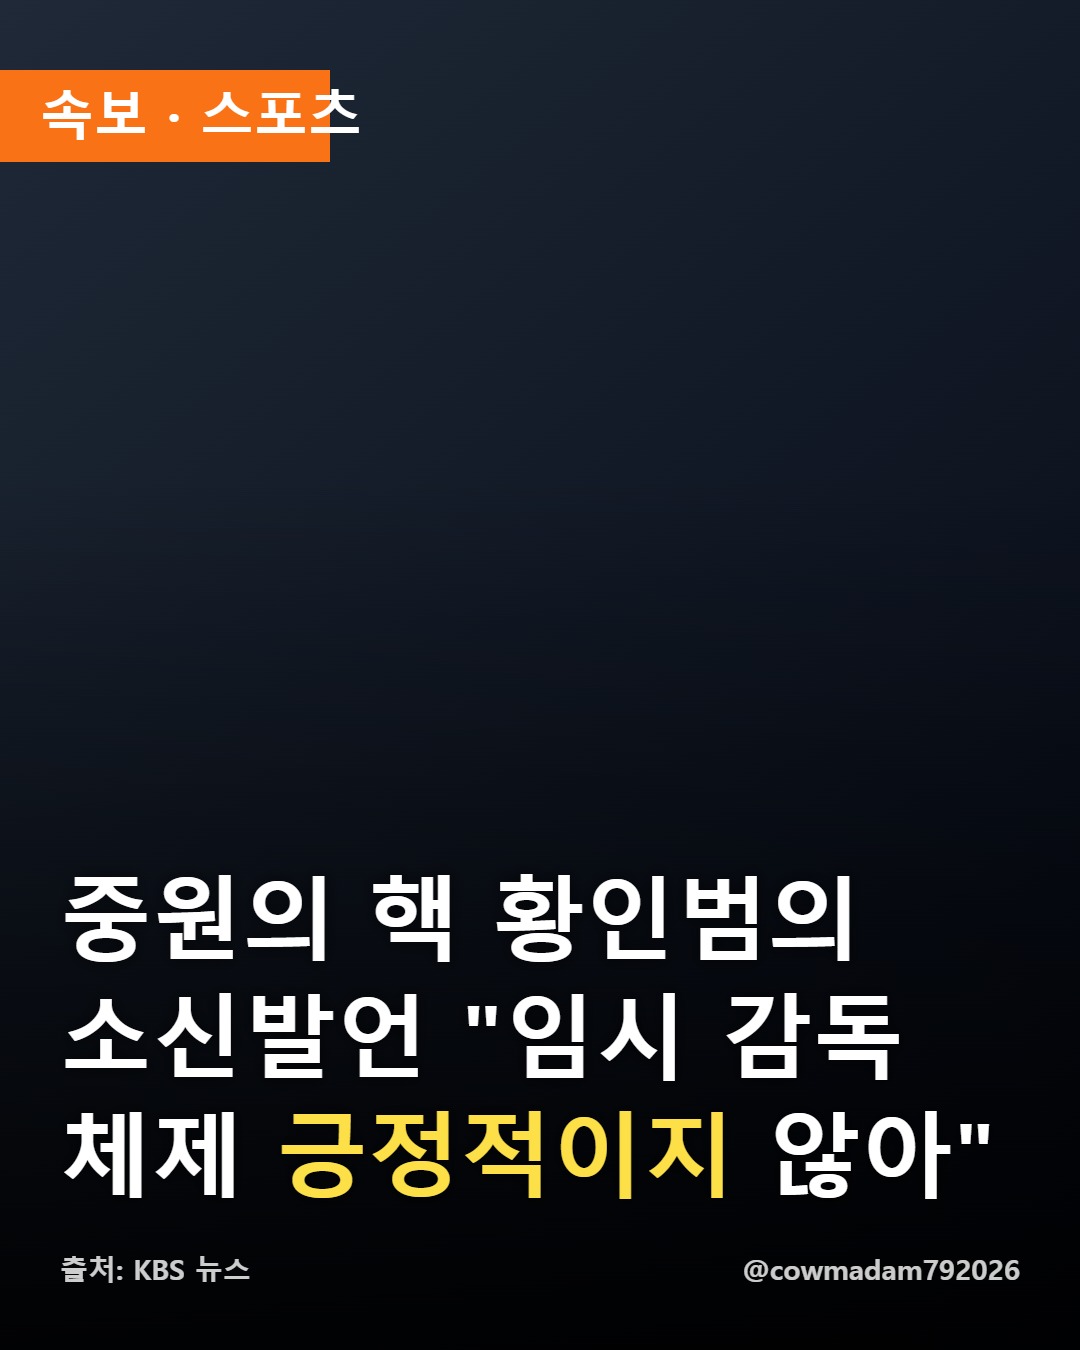 속보 · 스포츠
중원의 핵 황인범의
소신발언 "임시 감독
체제 긍정적이지 않아"
출처: KBS 뉴스
@cowmadam792026